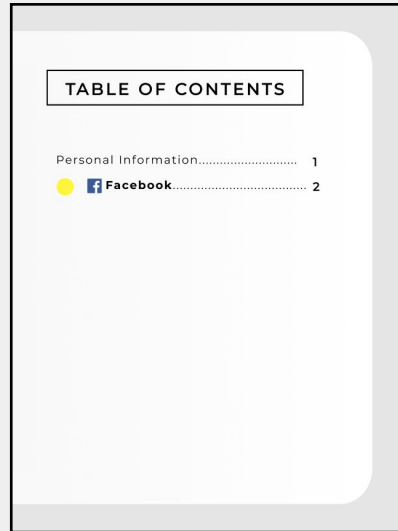 TABLE OF CONTENTS
Personal Information............................ 1
Facebook...................................... 2